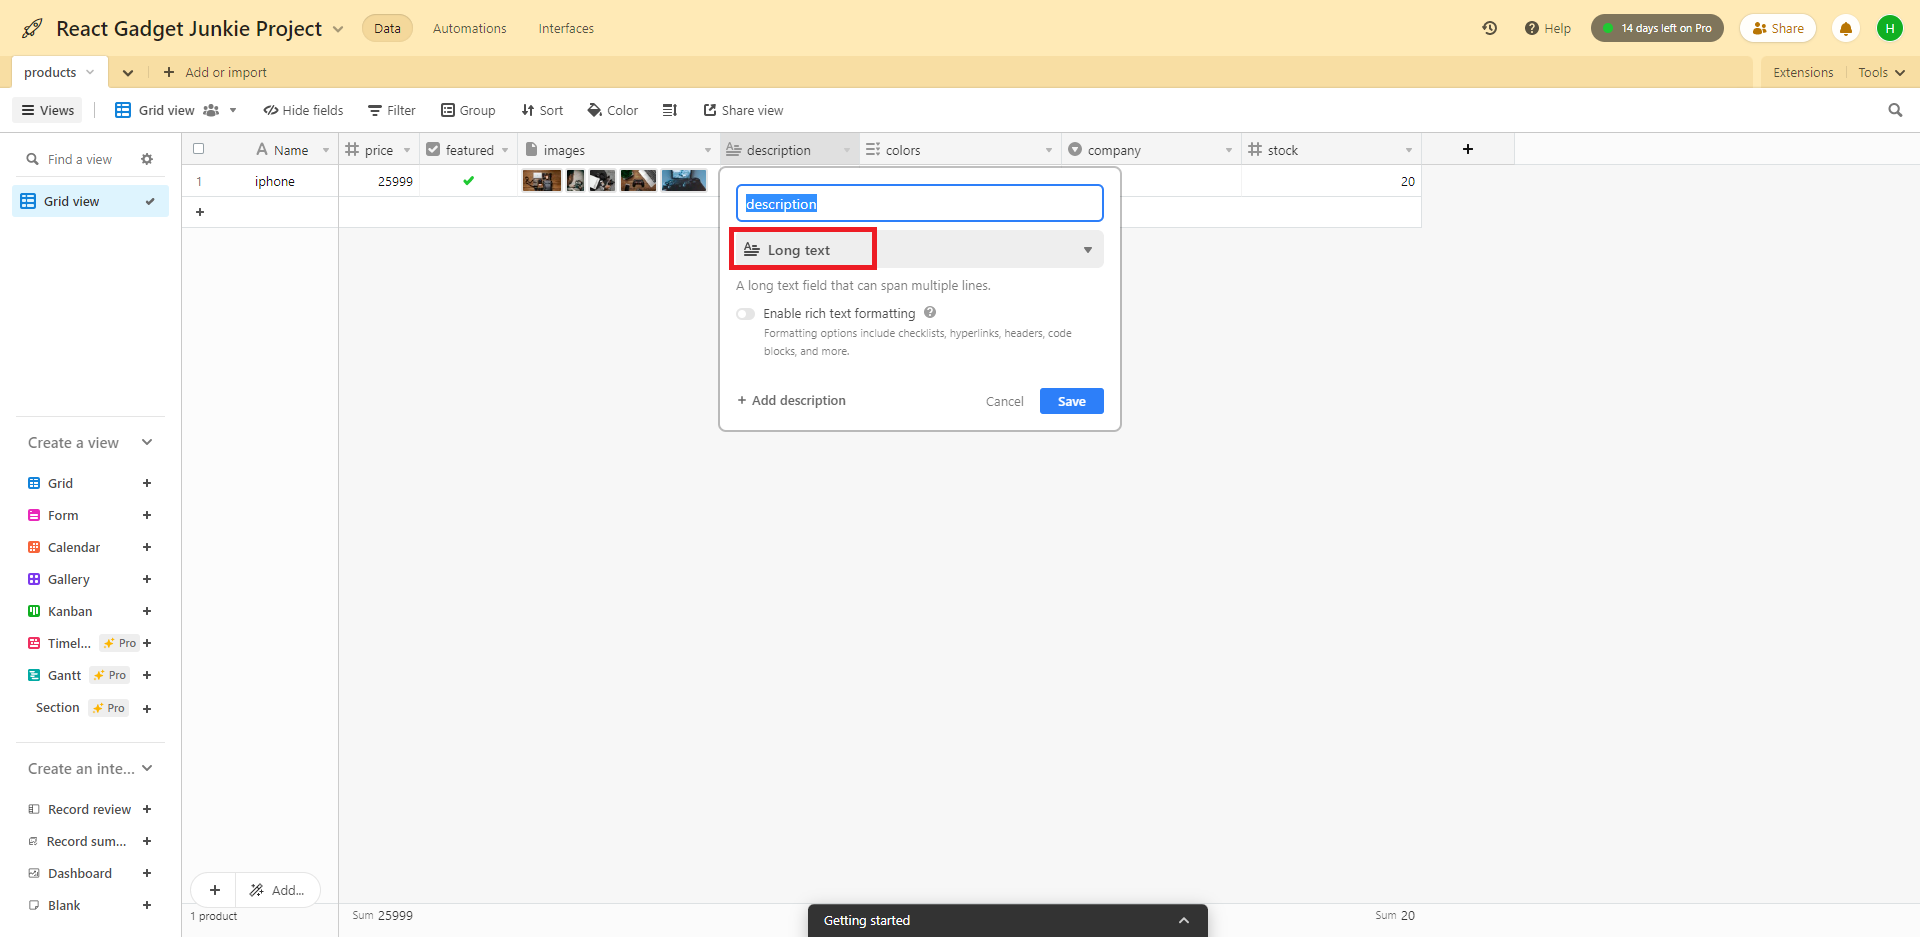 React Gadget Junkie Project
Data
Automations
Interfaces
Help
14 days left on Pro
Share
H
products
Add or import
Extensions
Tools
Views
Grid view
Hide fields
Filter
Group
Sort
Color
Share view
Find a view
Grid view
Name
price
featured
images
description
colors
company
stock
1
iphone
25999
20
description
Long text
A long text field that can span multiple lines.
Enable rich text formatting
Formatting options include checklists, hyperlinks, headers, code
blocks, and more.
+ Add description
Cancel
Save
Create a view
Grid
Form
Calendar
Gallery
Kanban
Timel... Pro
Gantt Pro
Section Pro
Create an inte...
Record review
Record sum...
Dashboard
Blank
Add...
1 product
Sum 25999
Sum 20
Getting started